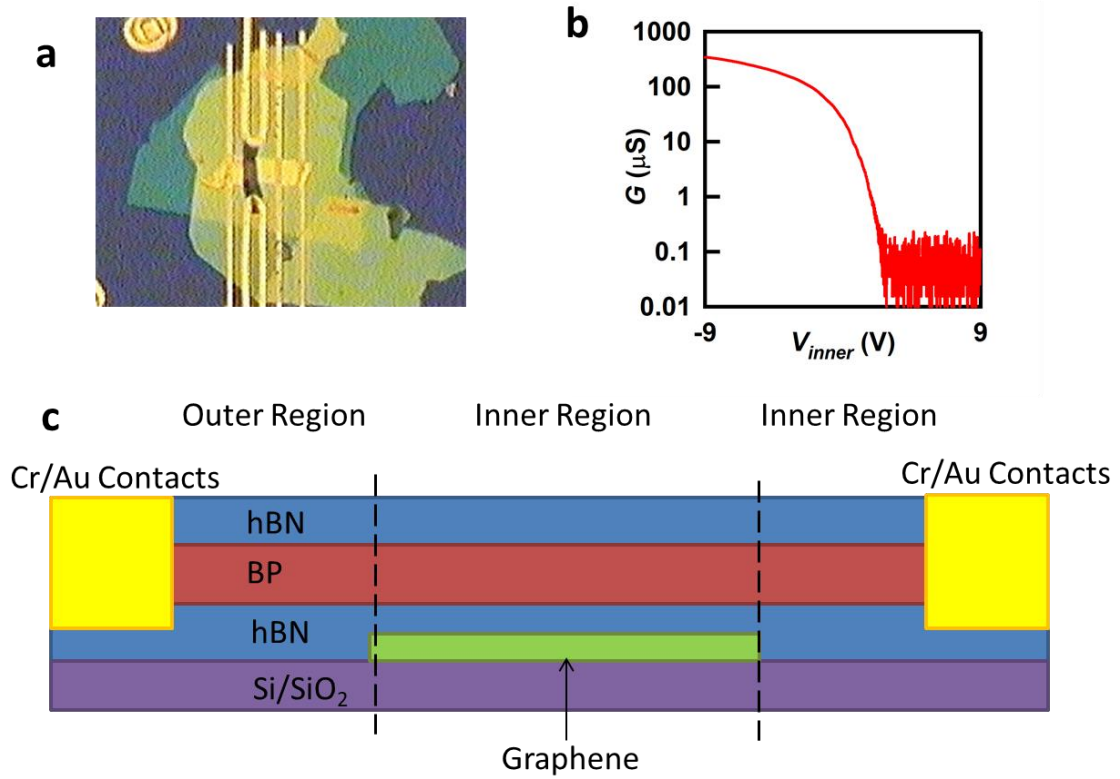 a
b
1000
100
10
1
0.1
0.01
G (μS)
-9
9
V_inner (V)
c
Outer Region
Inner Region
Inner Region
Cr/Au Contacts
Cr/Au Contacts
hBN
BP
hBN
Si/SiO₂
Graphene